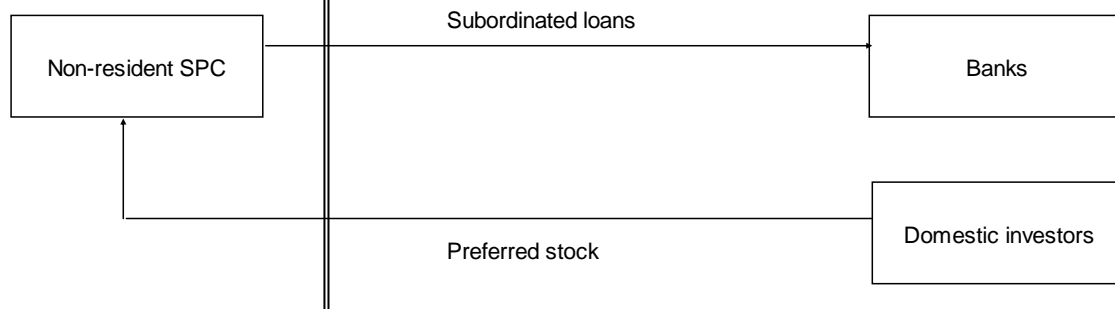 Subordinated loans
Non-resident SPC
Banks
Domestic investors
Preferred stock